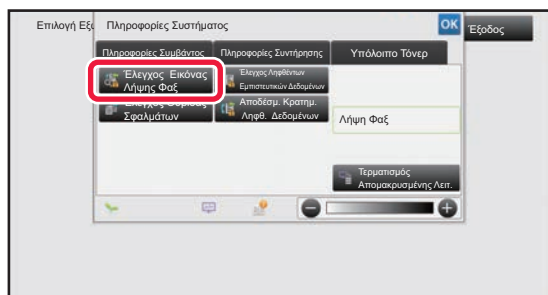 Επιλογή Εξ
Πληροφορίες Συστήματος
OK
Έξοδος
Πληροφορίες Συμβάντος
Πληροφορίες Συντήρησης
Υπόλοιπο Τόνερ
Έλεγχος Εικόνας
Λήψης Φαξ
Έλεγχος Ληφθέντων
Εμπιστευτικών Δεδομένων
Σφαλμάτων
Αποδέσμ. Κρατημ.
Ληφθ. Δεδομένων
Λήψη Φαξ
Τερματισμός
Απομακρυσμένης Λειτ.